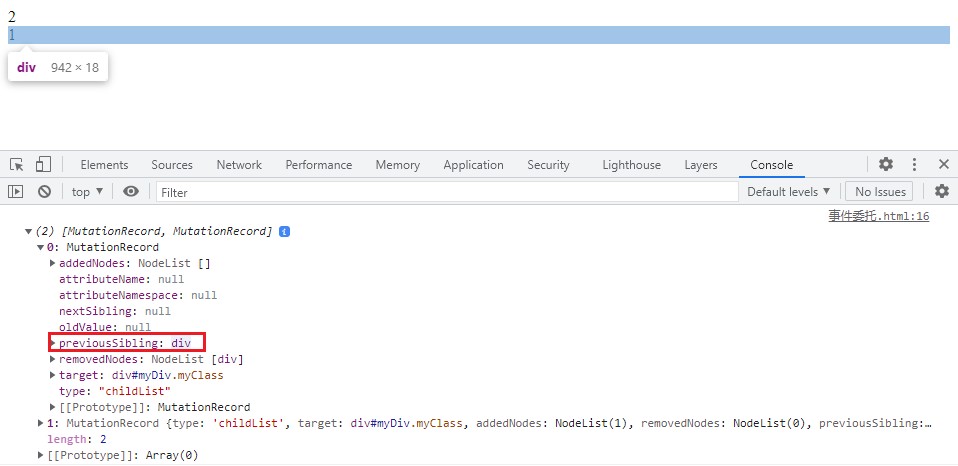 2
1
div 942 × 18
Elements Sources Network Performance Memory Application Security Lighthouse Layers Console
top ▼ Filter Default levels ▼ No Issues
事件委托.html:16
▼(2) [MutationRecord, MutationRecord] i
▼0: MutationRecord
▶addedNodes: NodeList []
attributeName: null
attributeNamespace: null
nextSibling: null
oldValue: null
▶previousSibling: div
▶removedNodes: NodeList [div]
▶target: div#myDiv.myClass
type: "childList"
▶[[Prototype]]: MutationRecord
▶1: MutationRecord {type: 'childList', target: div#myDiv.myClass, addedNodes: NodeList(1), removedNodes: NodeList(0), previousSibling:…
length: 2
▶[[Prototype]]: Array(0)